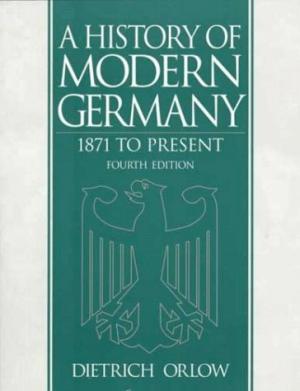 A HISTORY OF
MODERN
GERMANY
1871 TO PRESENT
FOURTH EDITION
DIETRICH ORLOW